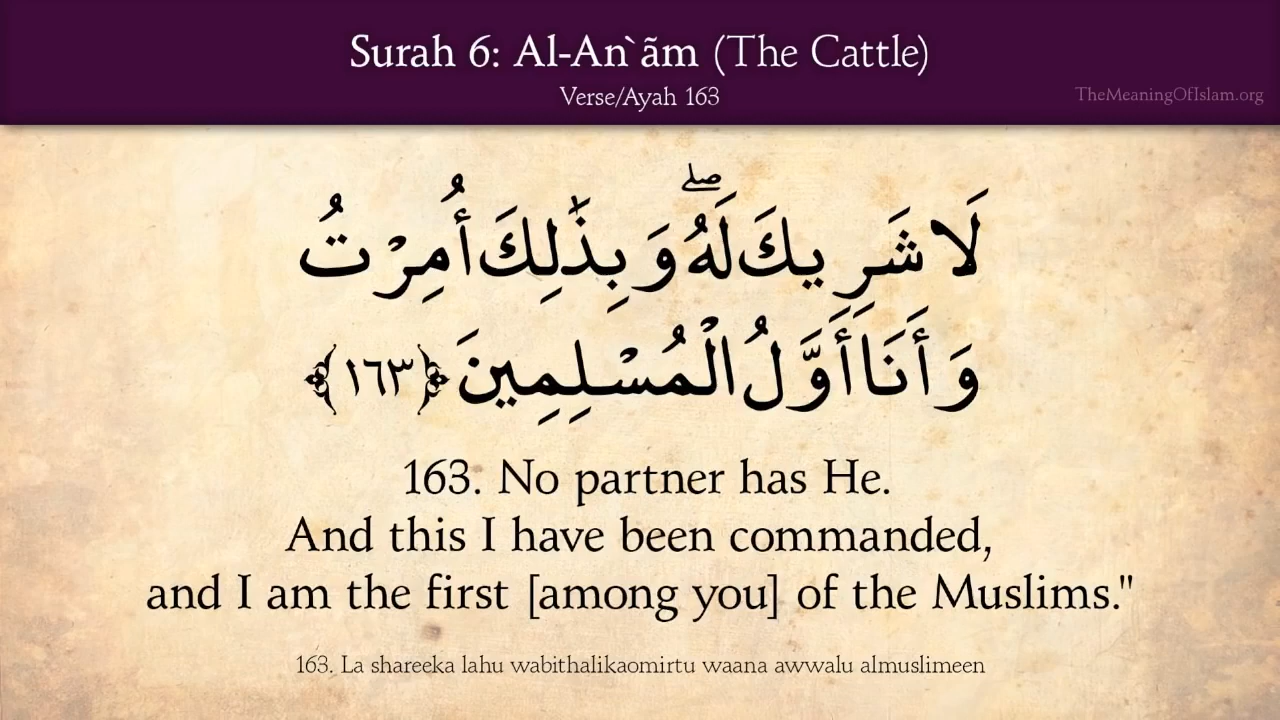 Surah 6: Al-An`ãm (The Cattle)
Verse/Ayah 163
TheMeaningOfIslam.org
لَا شَرِيكَ لَهُ ۖ وَبِذَٰلِكَ أُمِرْتُ
وَأَنَا أَوَّلُ الْمُسْلِمِينَ ﴿١٦٣﴾
163. No partner has He.
And this I have been commanded,
and I am the first [among you] of the Muslims."
163. La shareeka lahu wabithalikaomirtu waana awwalu almuslimeen